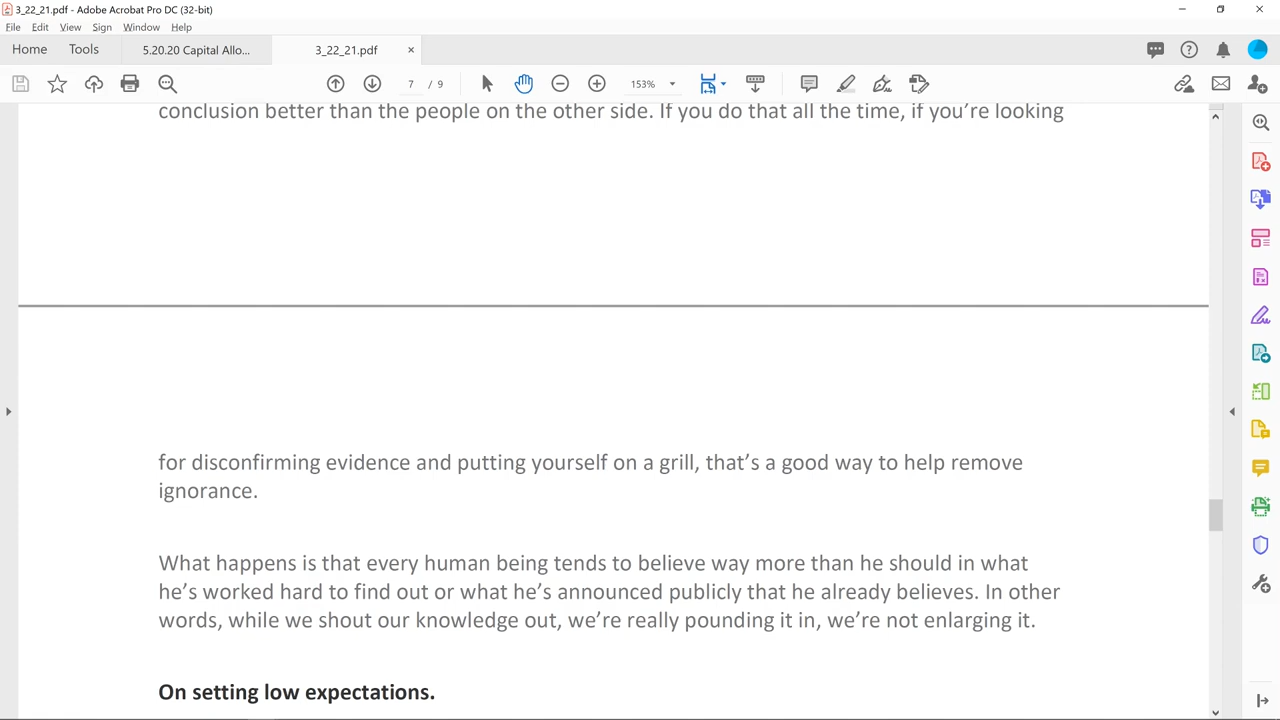 3_22_21.pdf - Adobe Acrobat Pro DC (32-bit)
File Edit View Sign Window Help
Home Tools 5.20.20 Capital Allo... 3_22_21.pdf ×
7 / 9 153%
conclusion better than the people on the other side. If you do that all the time, if you’re looking
for disconfirming evidence and putting yourself on a grill, that’s a good way to help remove
ignorance.
What happens is that every human being tends to believe way more than he should in what
he’s worked hard to find out or what he’s announced publicly that he already believes. In other
words, while we shout our knowledge out, we’re really pounding it in, we’re not enlarging it.
On setting low expectations.